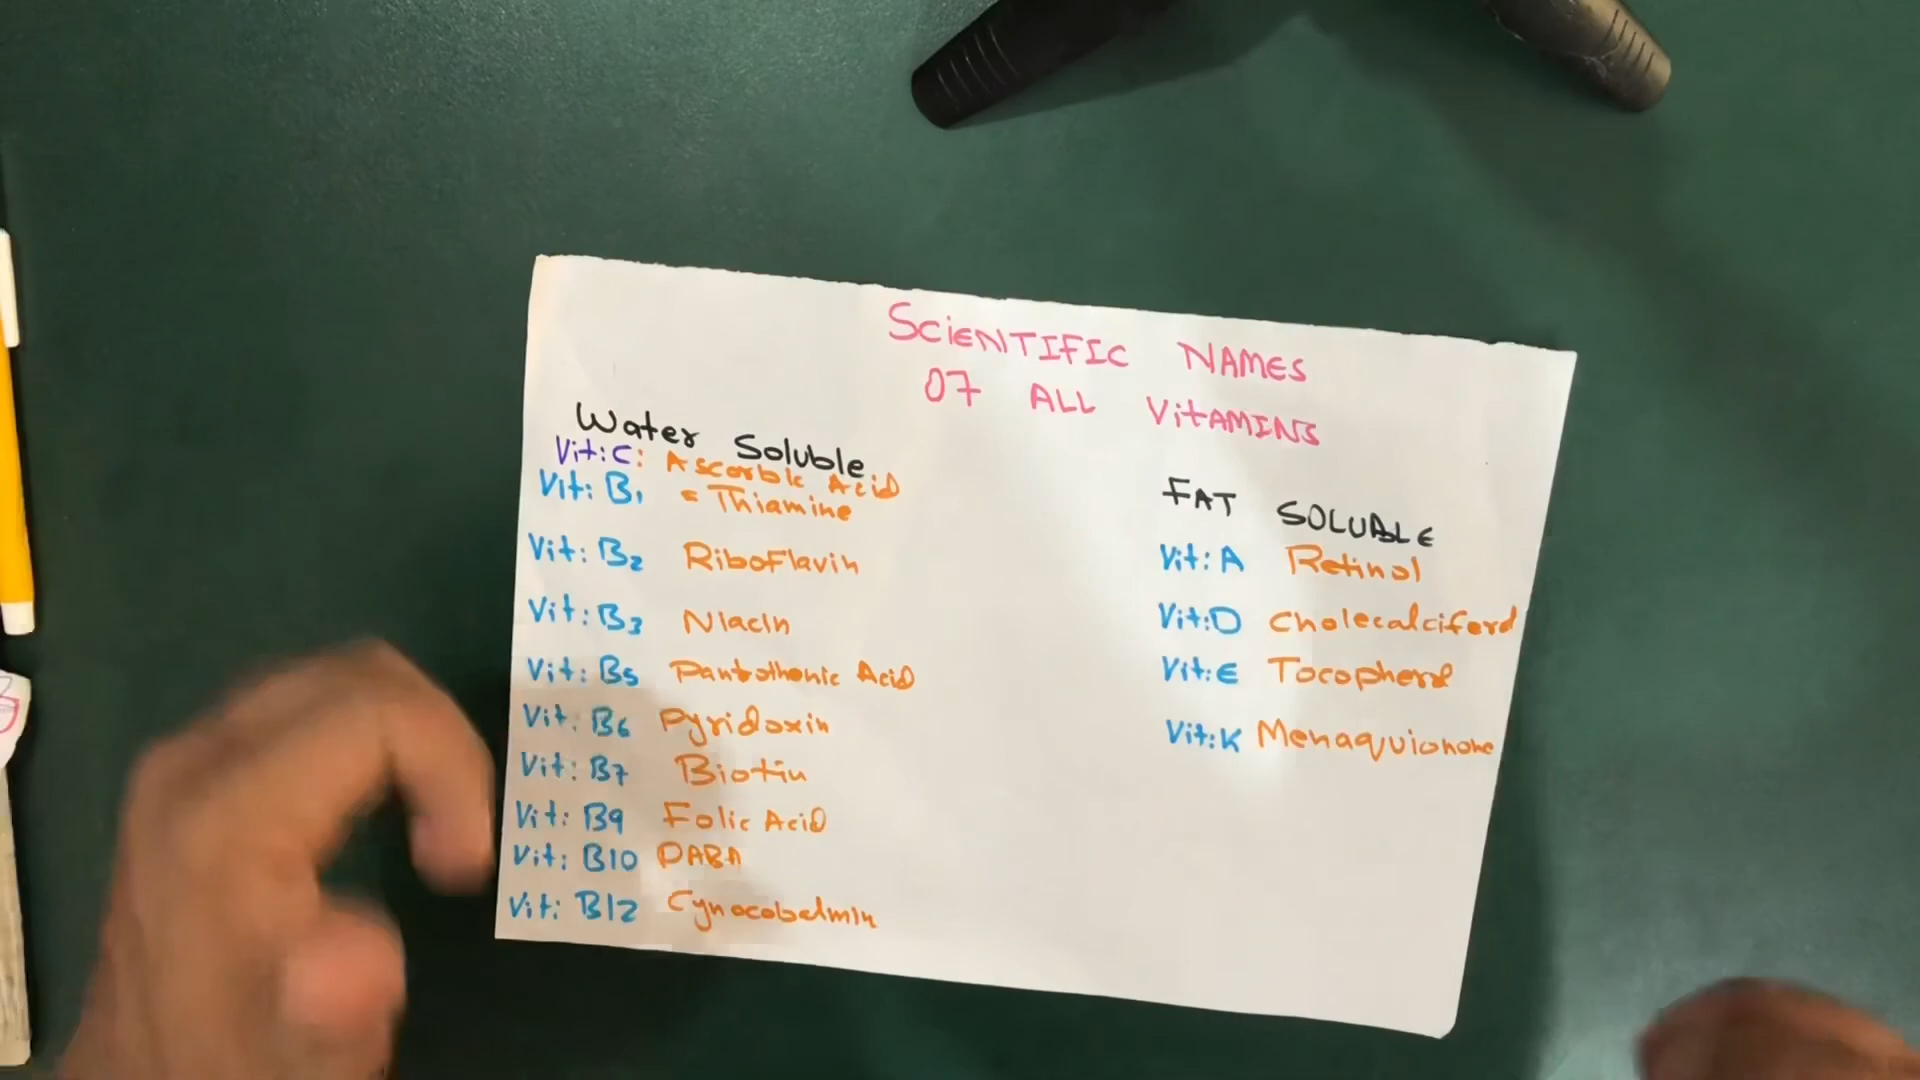 SCiENTIFIC NAMES
07 ALL ViTAMINS
Water Soluble
Vit:C: Ascorbic Acid
Vit: B1 = Thiamine
Vit: B2 RiboFlavin
Vit: B3 Niacin
Vit: B5 Pantothonic Acid
Vit: B6 Pyridoxin
Vit: B7 Biotin
Vit: B9 Folic Acid
Vit: B10 PABA
Vit: B12 Cynocobalmin
FAT SOLUBLE
Vit: A Retinol
Vit:D Cholecalciferol
Vit:E Tocopherol
Vit:K Menaquionone